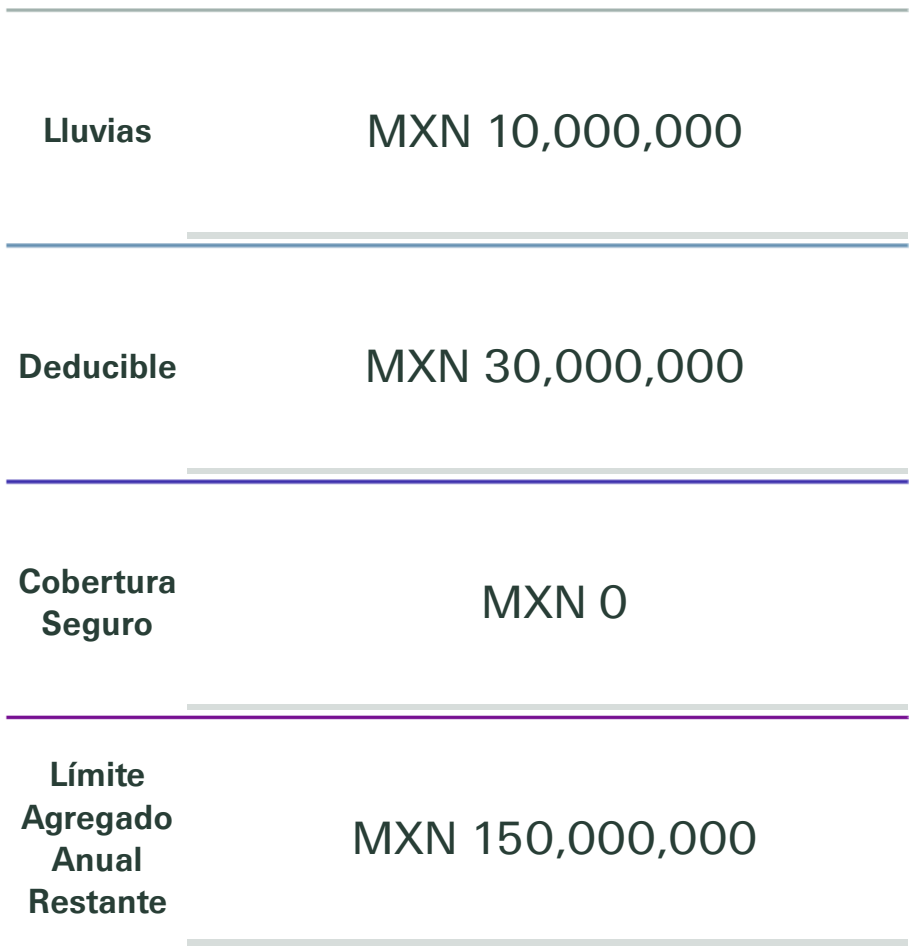 Lluvias
MXN 10,000,000
Deducible
MXN 30,000,000
Cobertura
Seguro
MXN 0
Límite
Agregado
Anual
Restante
MXN 150,000,000